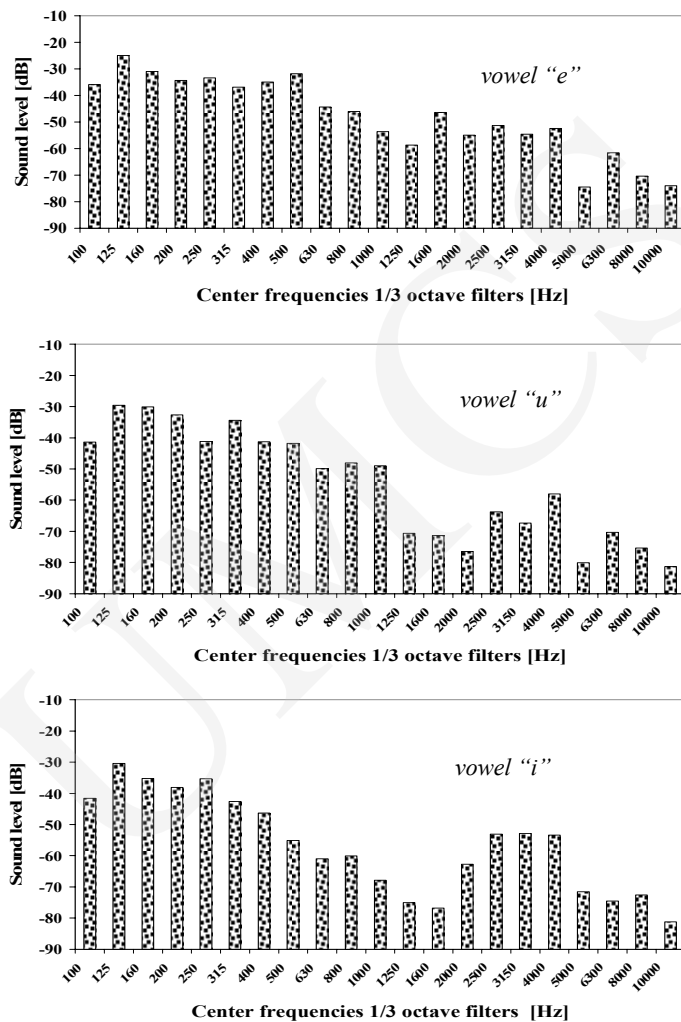 Sound level [dB]
-10
-20
-30
-40
-50
-60
-70
-80
-90
vowel “e”
100 125 160 200 250 315 400 500 630 800 1000 1250 1600 2000 2500 3150 4000 5000 6300 8000 10000
Center frequencies 1/3 octave filters [Hz]
Sound level [dB]
-10
-20
-30
-40
-50
-60
-70
-80
-90
vowel “u”
100 125 160 200 250 315 400 500 630 800 1000 1250 1600 2000 2500 3150 4000 5000 6300 8000 10000
Center frequencies 1/3 octave filters [Hz]
Sound level [dB]
-10
-20
-30
-40
-50
-60
-70
-80
-90
vowel “i”
100 125 160 200 250 315 400 500 630 800 1000 1250 1600 2000 2500 3150 4000 5000 6300 8000 10000
Center frequencies 1/3 octave filters [Hz]
UMCS